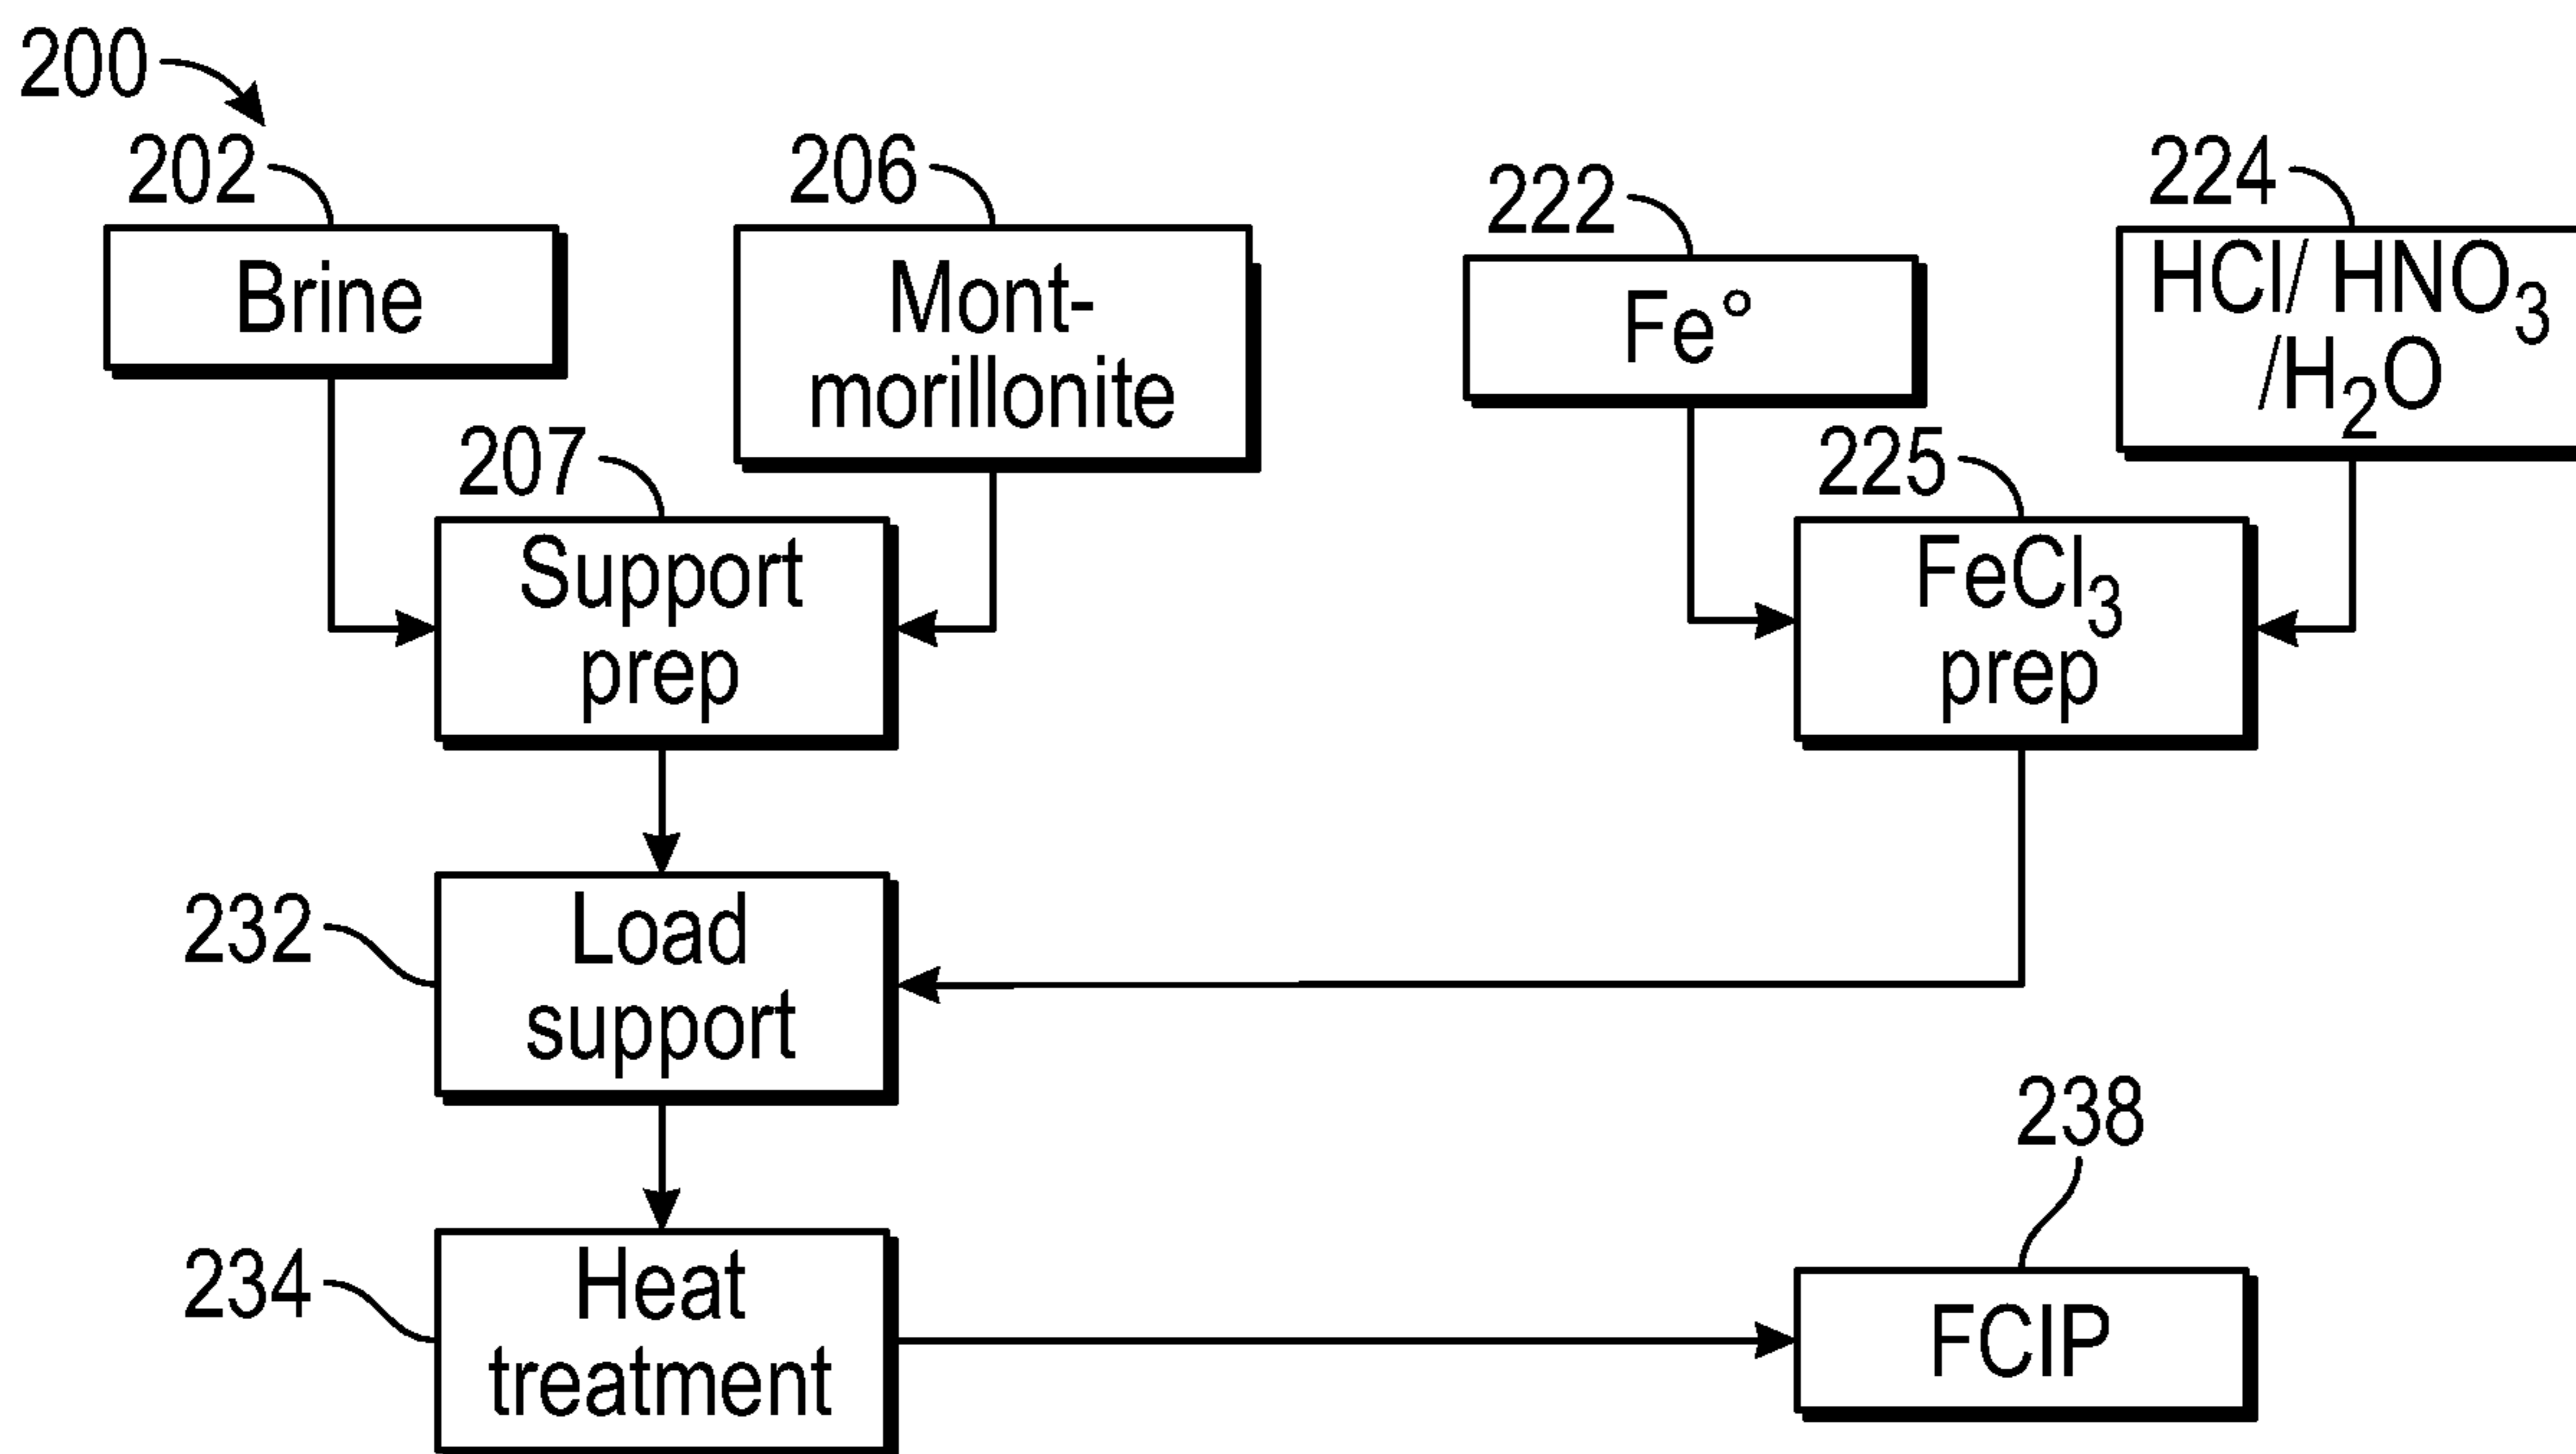 200
202
206
222
224
Brine
Mont-
morillonite
Fe°
HCl/ HNO₃
/H₂O
207
225
Support
prep
FeCl₃
prep
232
Load
support
238
234
Heat
treatment
FCIP